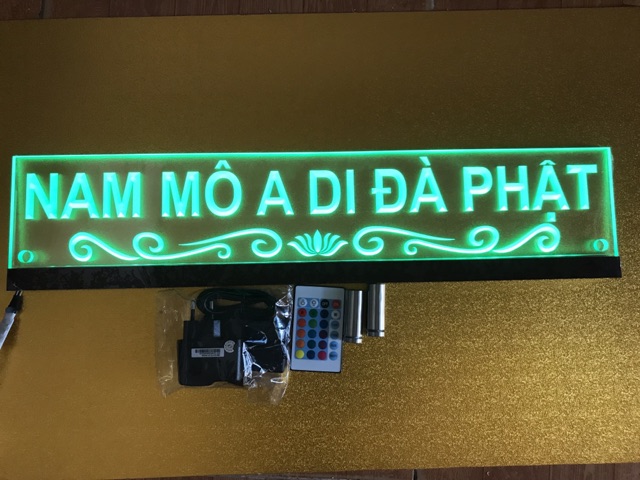 NAM MÔ A DI ĐÀ PHẬT